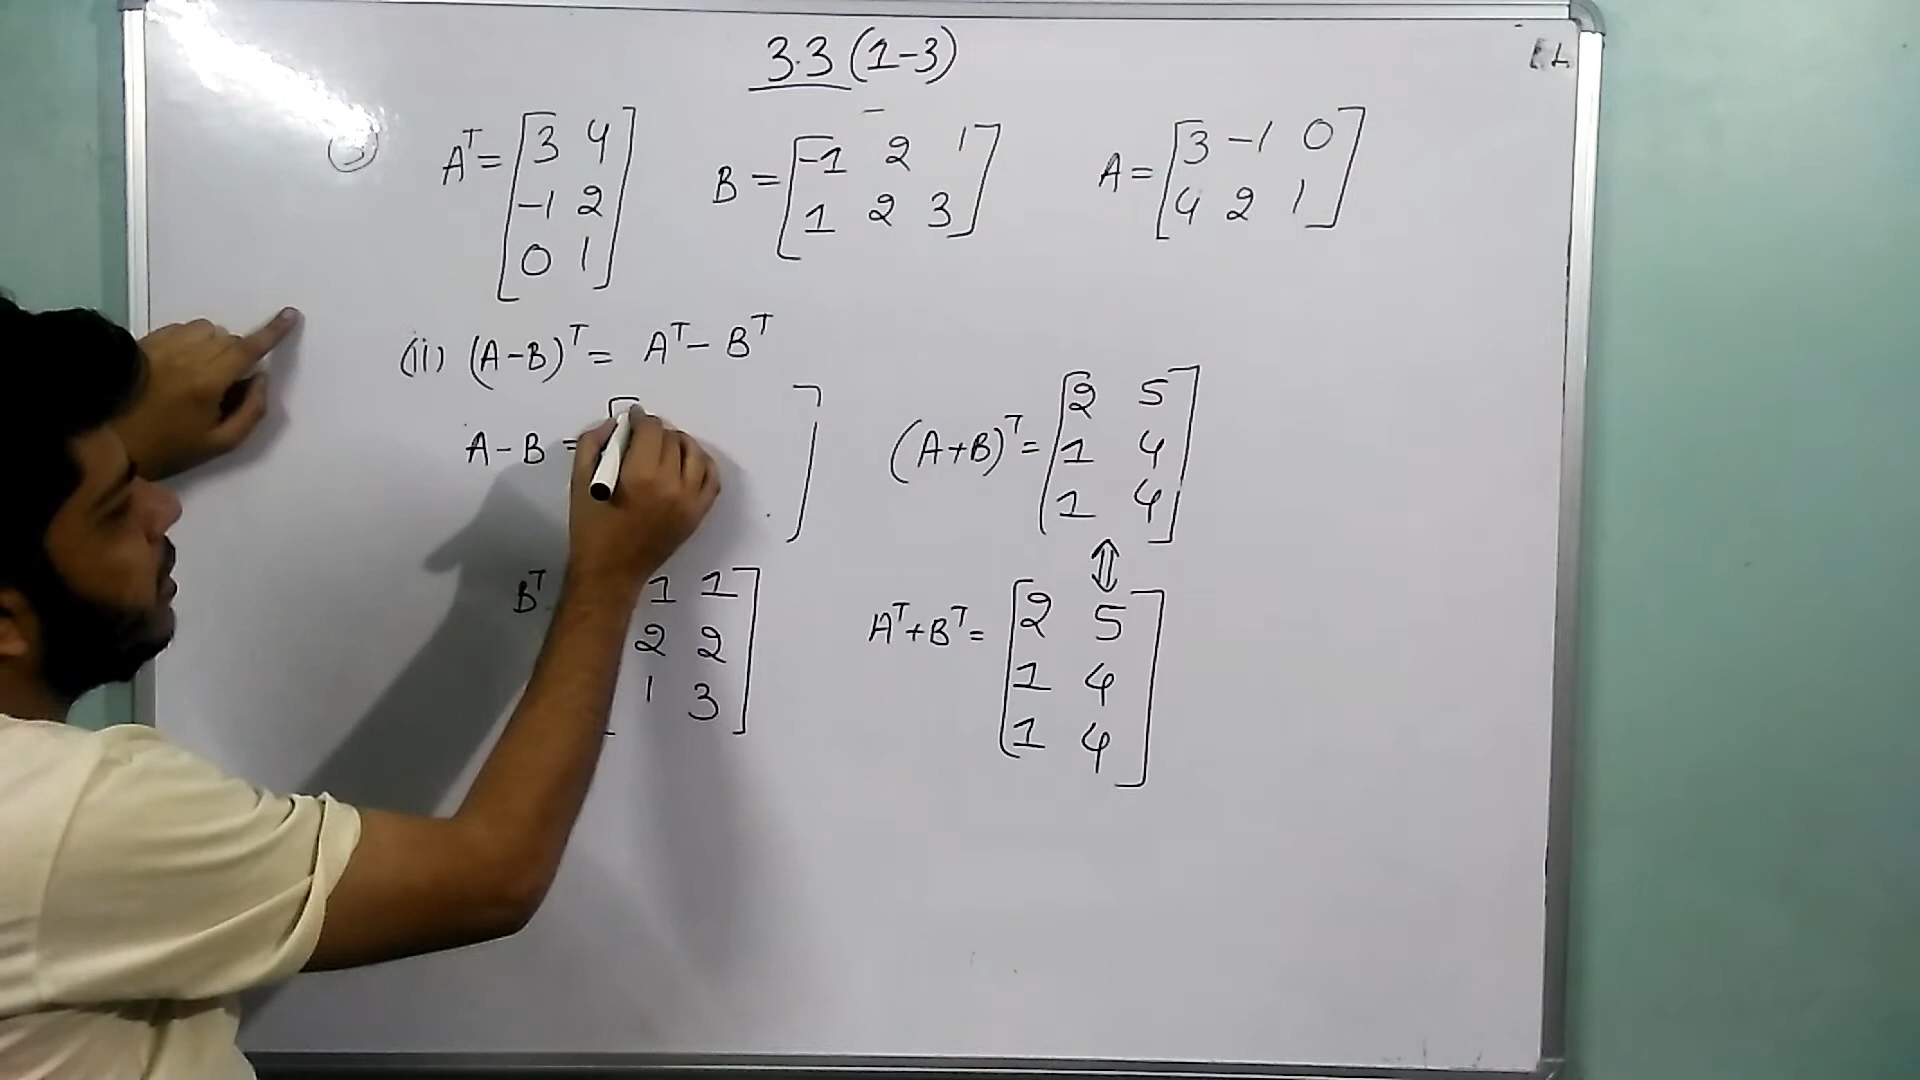 3.3 (1-3)
E.L
3
Aᵀ = [3 4
-1 2
0 1]
B = [-1 2 1
1 2 3]
A = [3 -1 0
4 2 1]
(ii) (A-B)ᵀ = Aᵀ - Bᵀ
A-B = [ ]
(A+B)ᵀ = [2 5
1 4
1 4]
⇕
Bᵀ 1 1
2 2
1 3]
Aᵀ+Bᵀ = [2 5
1 4
1 4]